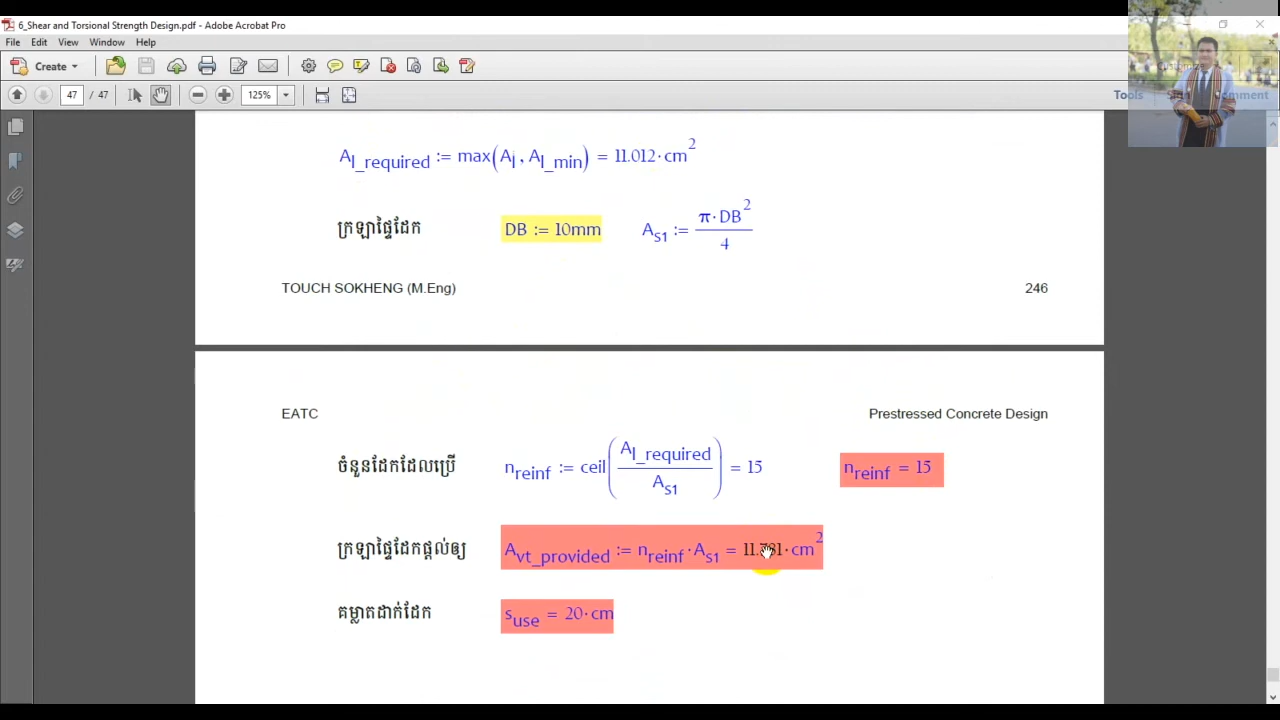 6_Shear and Torsional Strength Design.pdf - Adobe Acrobat Pro
File Edit View Window Help
Create Customize
47 / 47 125% Tools Comment
A_l_required := max(A_l , A_l_min) = 11.012·cm²
ក្រឡាផ្ទៃដែក DB := 10mm A_s1 := π·DB² / 4
TOUCH SOKHENG (M.Eng) 246
EATC Prestressed Concrete Design
ចំនួនដែកដែលប្រើ n_reinf := ceil(A_l_required / A_s1) = 15 n_reinf = 15
ក្រឡាផ្ទៃដែកផ្តល់ឲ្យ A_vt_provided := n_reinf·A_s1 = 11.781·cm²
គម្លាតដាក់ដែក s_use = 20·cm